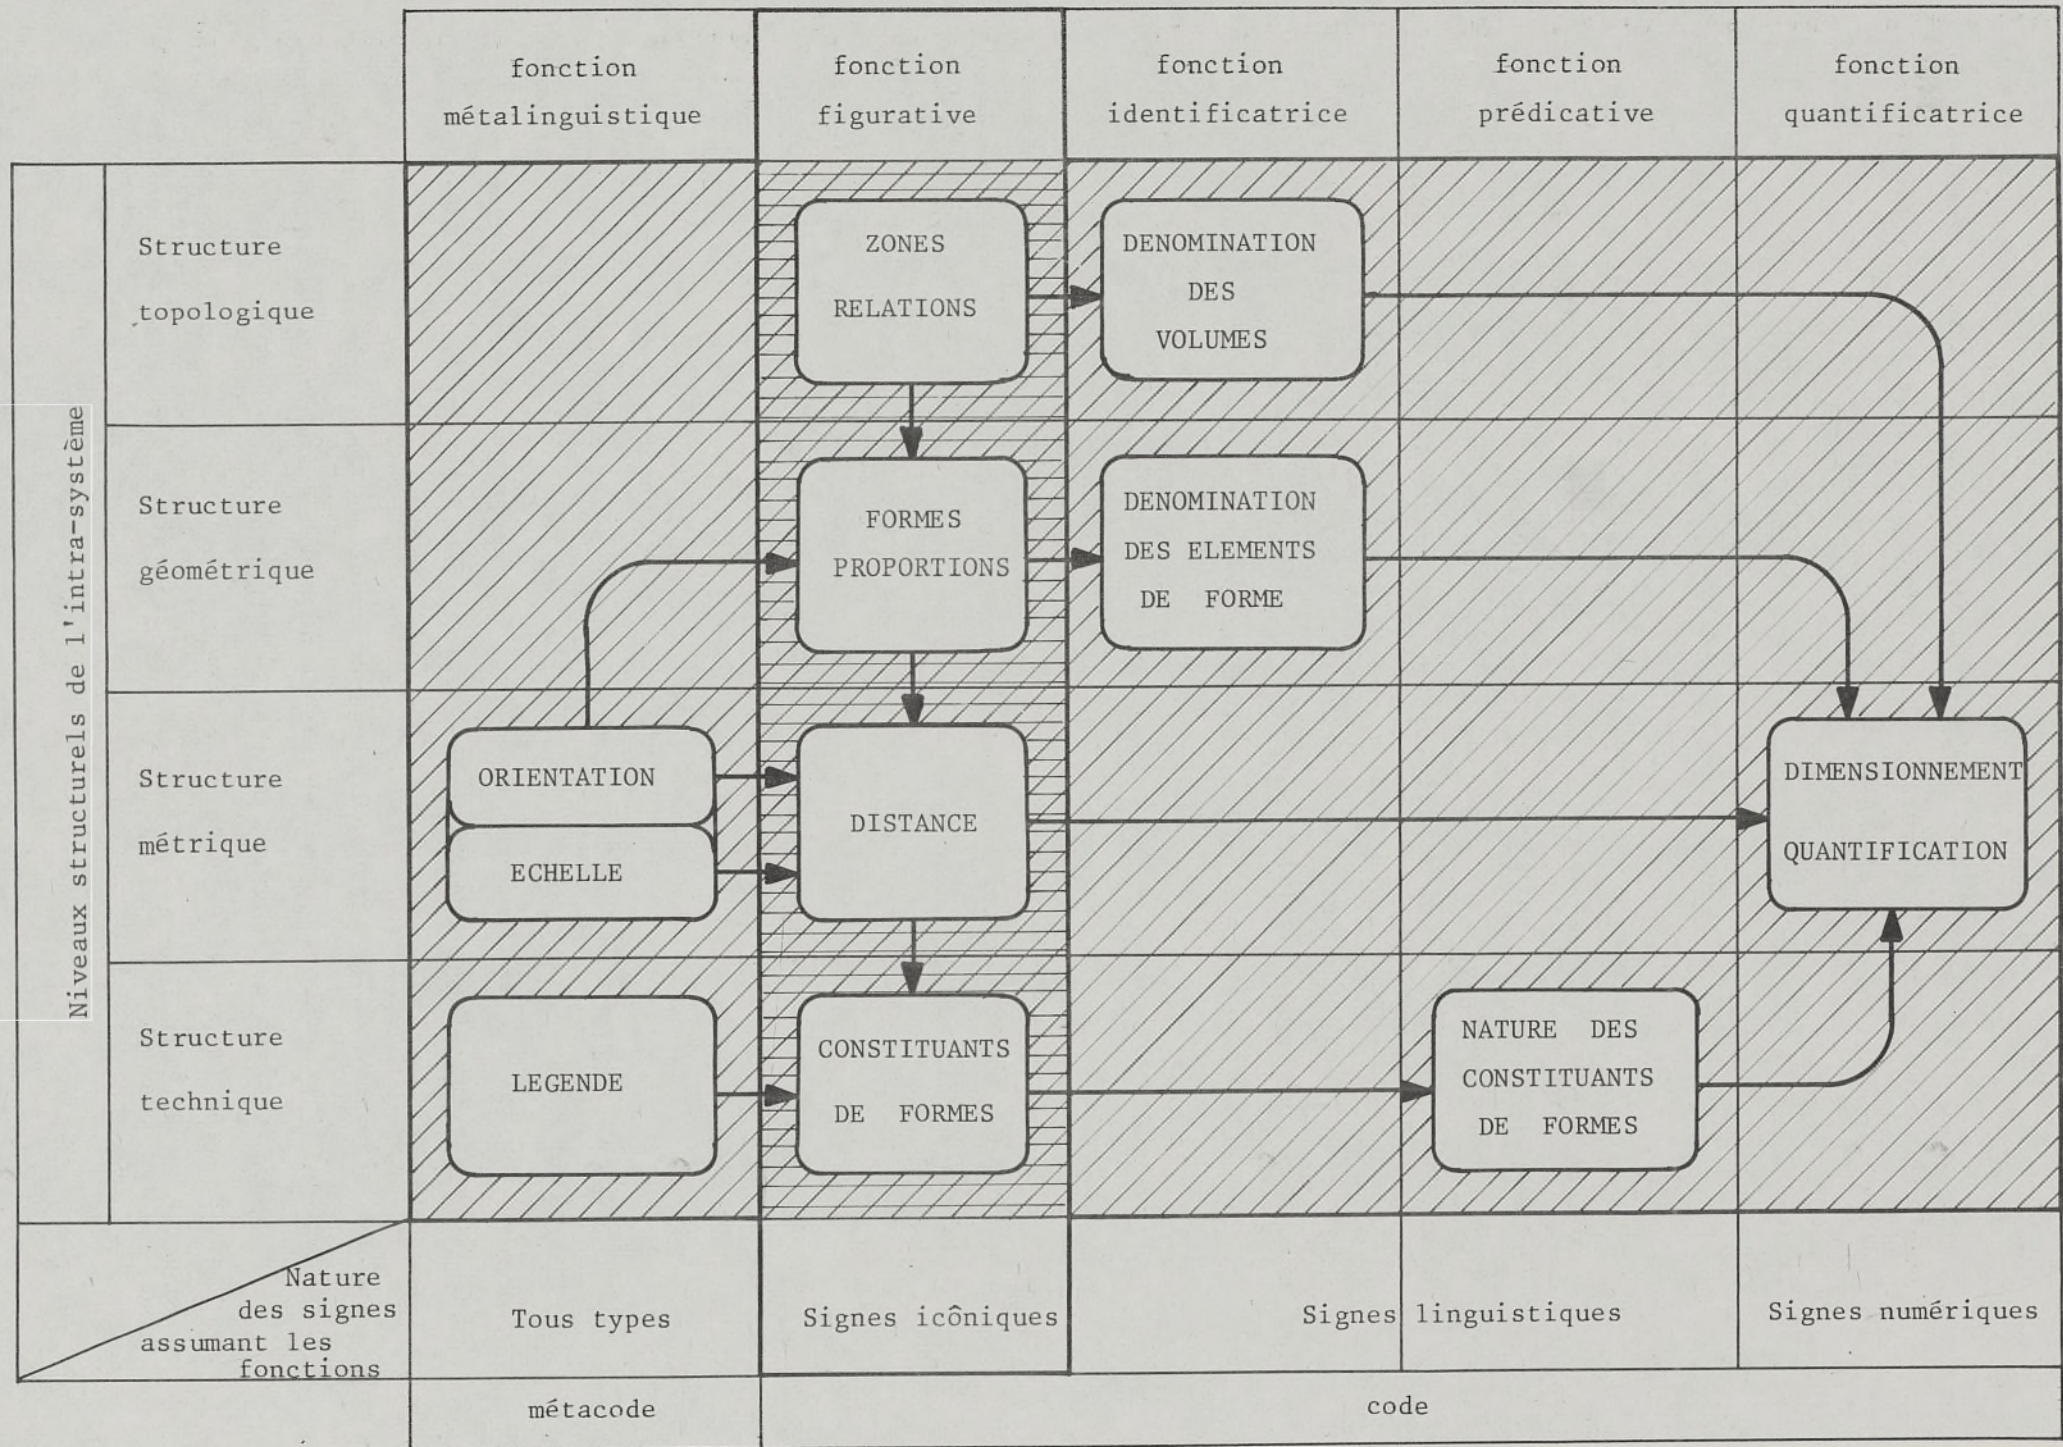 fonction
métalinguistique
fonction
figurative
fonction
identificatrice
fonction
prédicative
fonction
quantificatrice
Niveaux structurels de l'intra-système
Structure
topologique
ZONES
RELATIONS
DENOMINATION
DES
VOLUMES
Structure
géométrique
FORMES
PROPORTIONS
DENOMINATION
DES ELEMENTS
DE FORME
Structure
métrique
ORIENTATION
ECHELLE
DISTANCE
DIMENSIONNEMENT
QUANTIFICATION
Structure
technique
LEGENDE
CONSTITUANTS
DE FORMES
NATURE DES
CONSTITUANTS
DE FORMES
Nature
des signes
assumant les
fonctions
Tous types
Signes icôniques
Signes linguistiques
Signes numériques
métacode
code